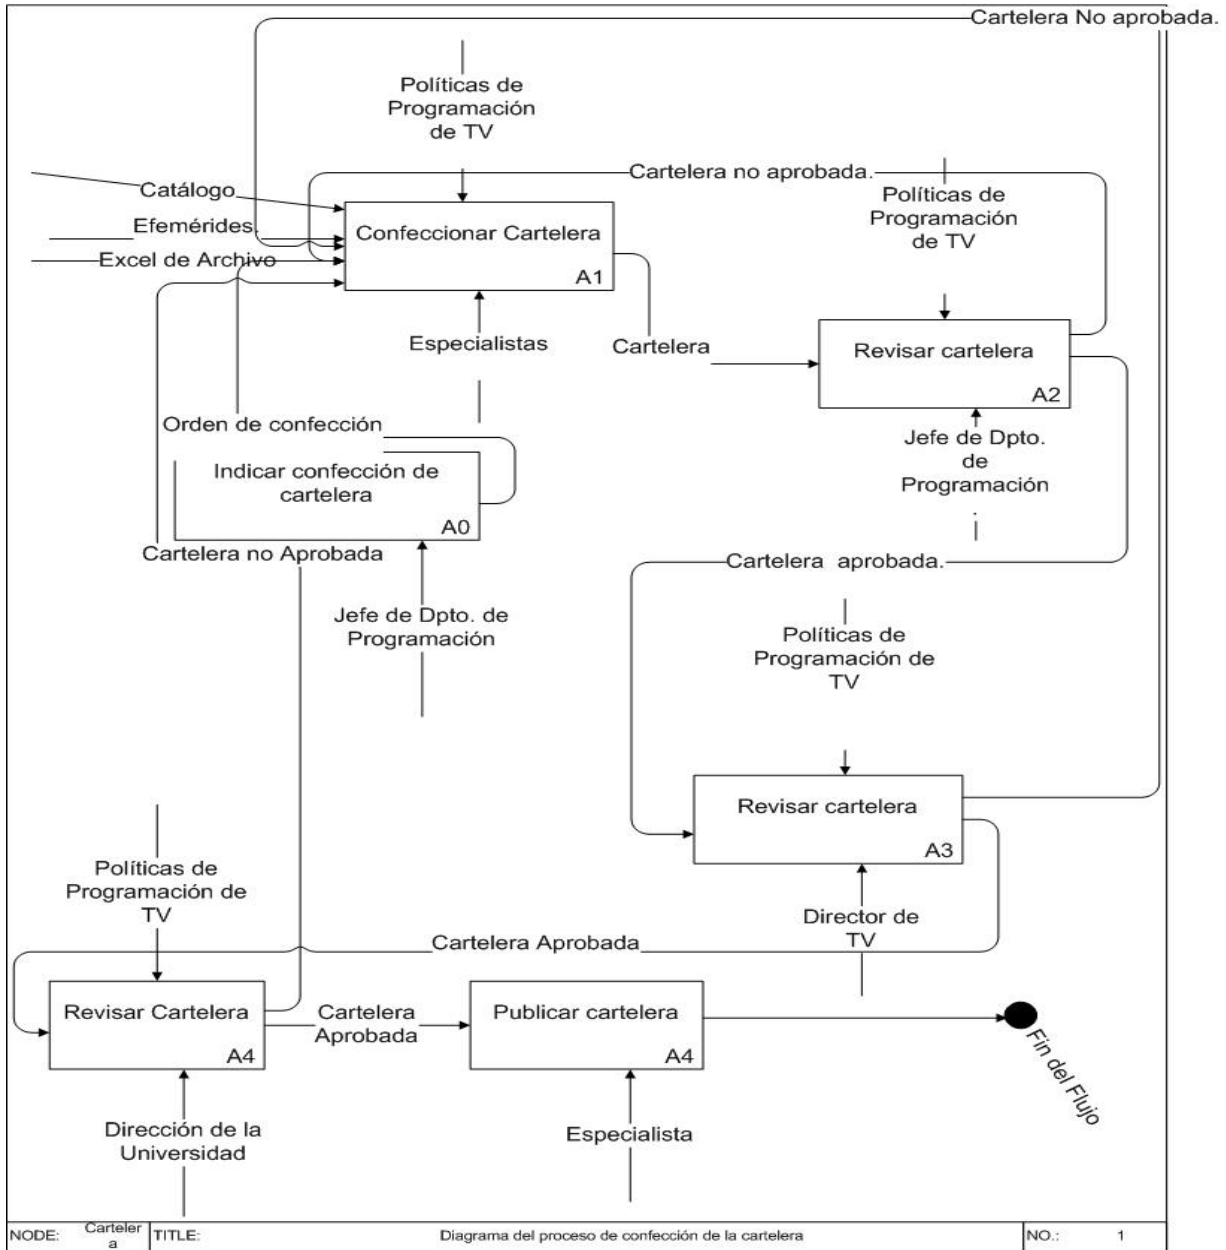 Cartelera No aprobada.
Políticas de
Programación
de TV
Cartelera no aprobada.
Catálogo
Políticas de
Programación
de TV
Efemérides.
Confeccionar Cartelera
Excel de Archivo
A1
Especialistas
Cartelera
Revisar cartelera
A2
Orden de confección
Jefe de Dpto.
de
Programación
.
Indicar confección de
cartelera
A0
Cartelera no Aprobada
Cartelera aprobada.
Jefe de Dpto. de
Programación
Políticas de
Programación de
TV
Revisar cartelera
A3
Políticas de
Programación de
TV
Director de
TV
Cartelera Aprobada
Revisar Cartelera
A4
Cartelera
Aprobada
Publicar cartelera
A4
Fin del Flujo
Dirección de la
Universidad
Especialista
NODE:
Carteler
a
TITLE:
Diagrama del proceso de confección de la cartelera
NO.:
1